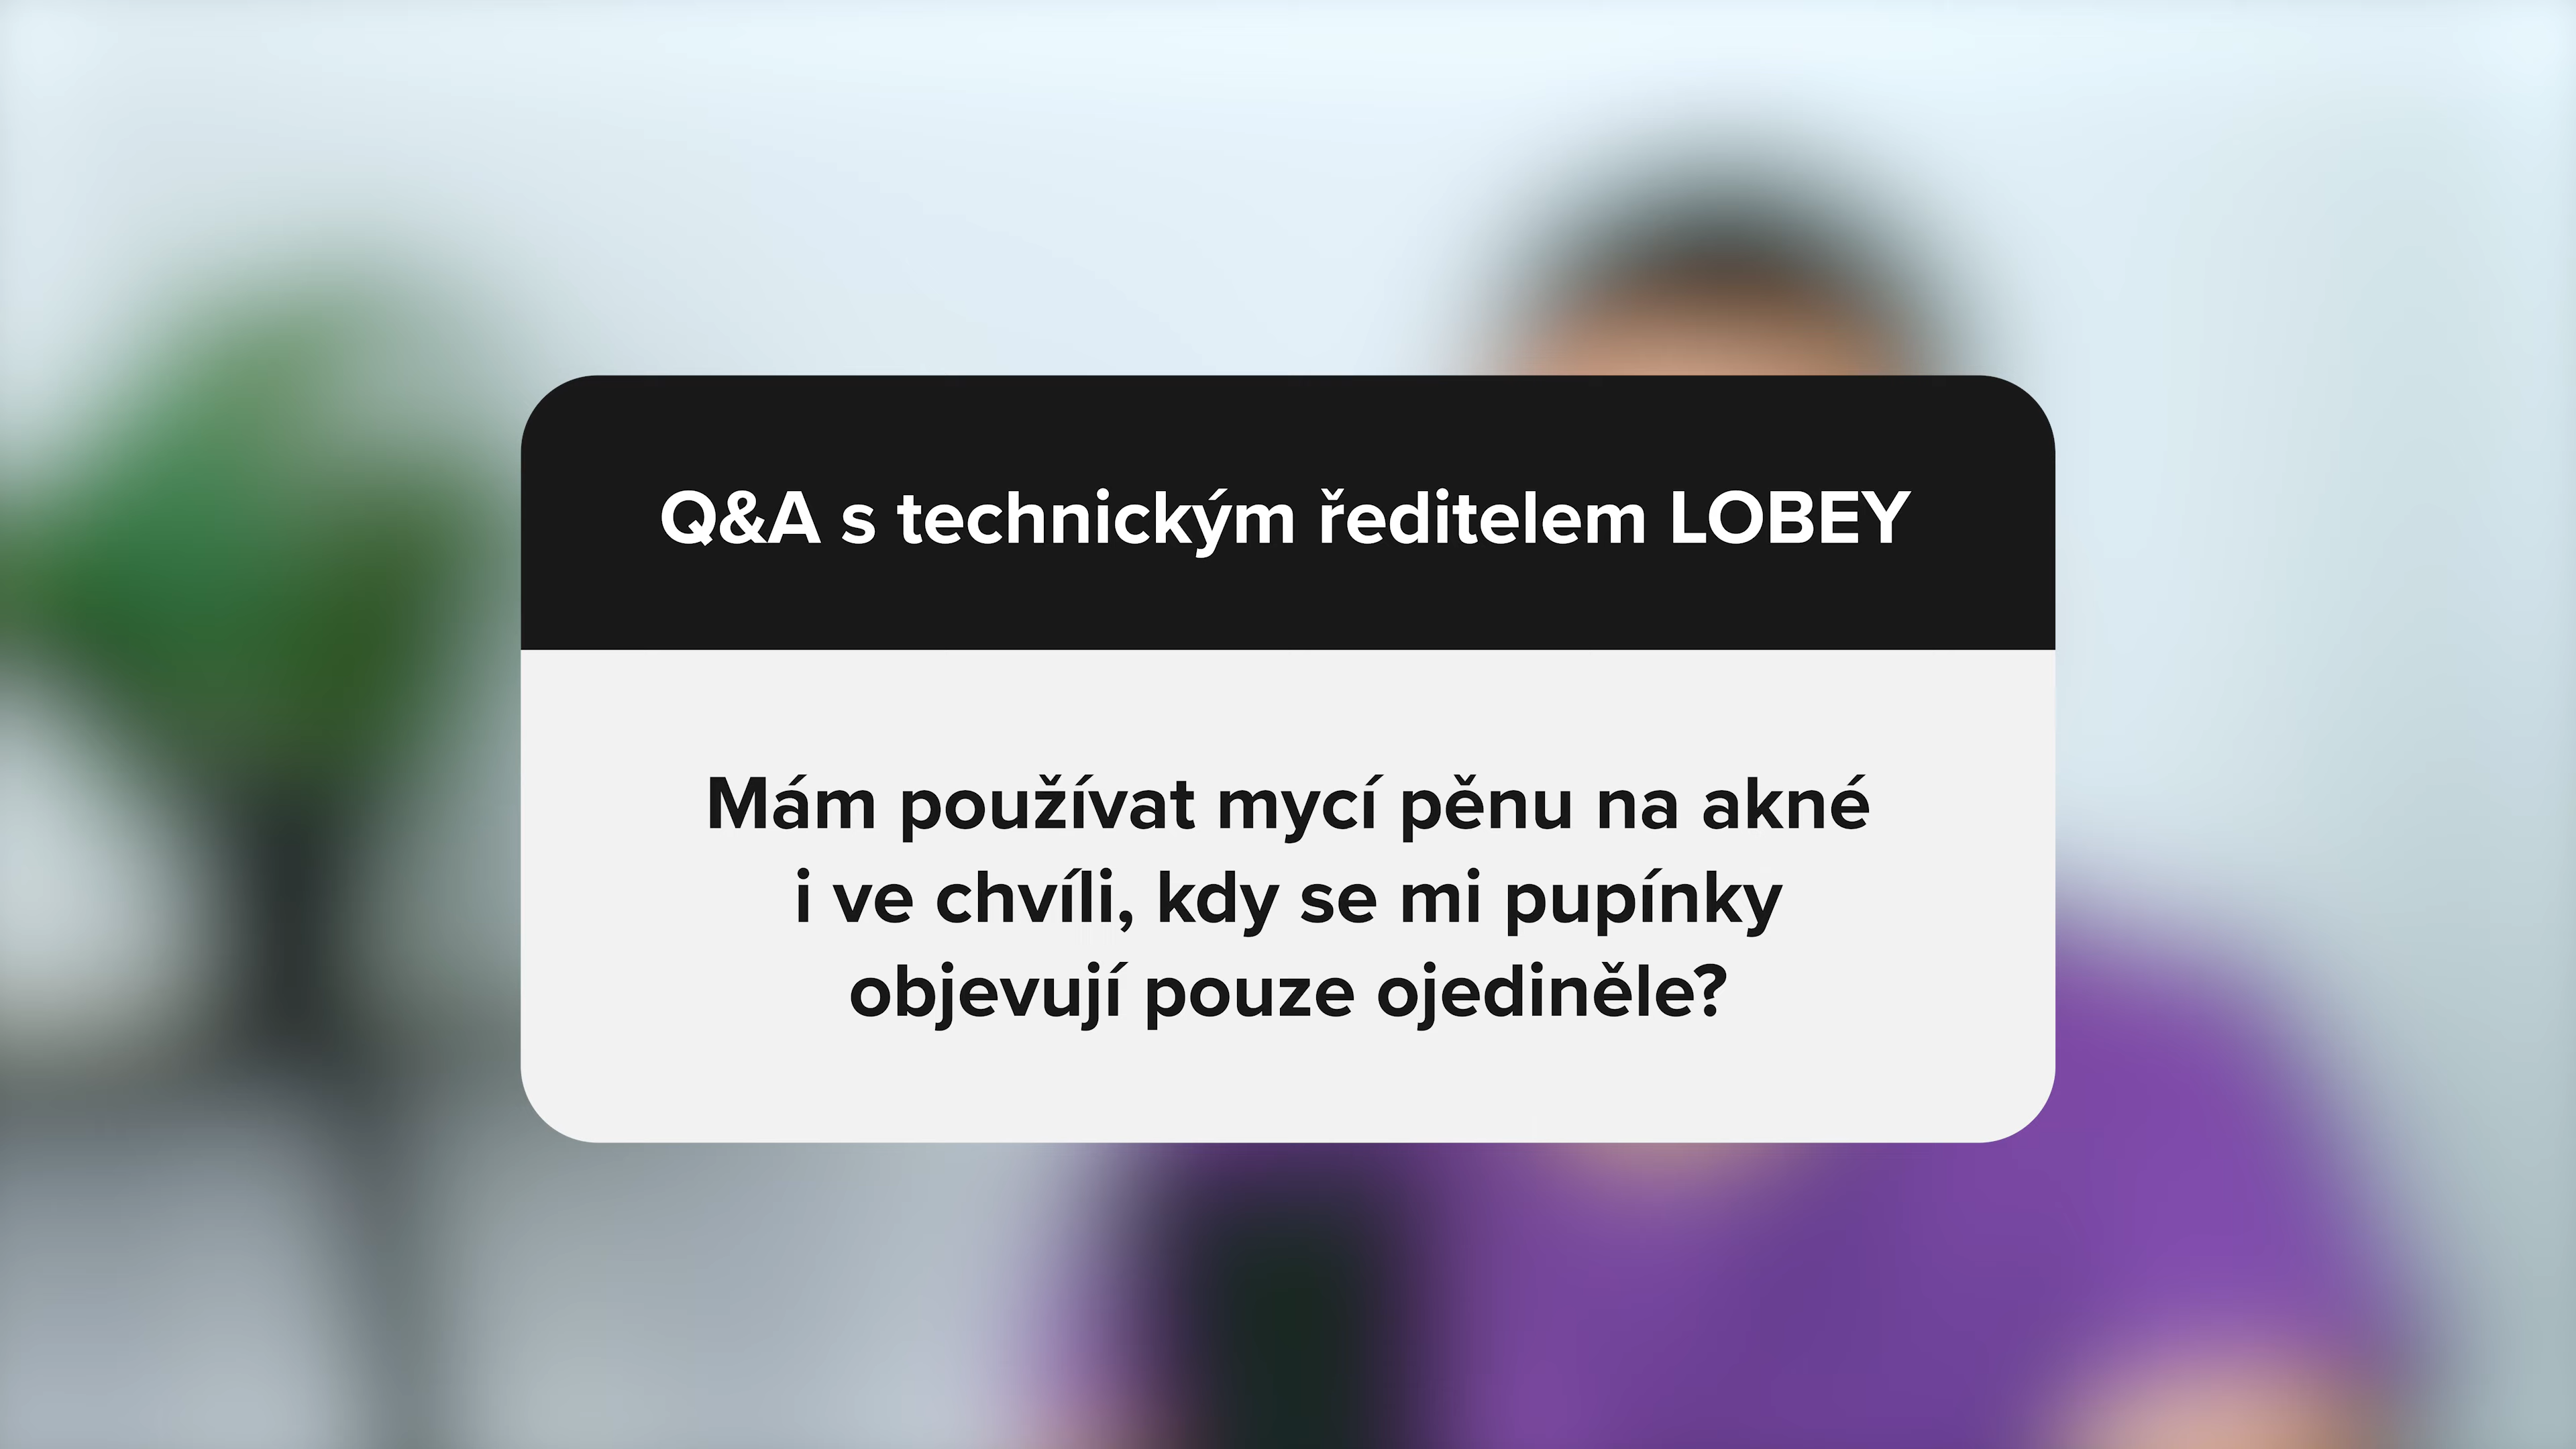 Q&A s technickým ředitelem LOBEY
Mám používat mycí pěnu na akné
i ve chvíli, kdy se mi pupínky
objevují pouze ojediněle?